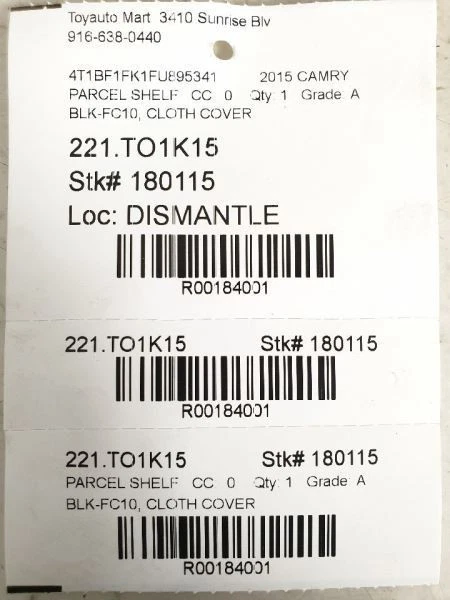 Toyauto Mart 3410 Sunrise Blv
916-638-0440
4T1BF1FK1FU895341 2015 CAMRY
PARCEL SHELF CC 0 Qty 1 Grade A
BLK-FC10, CLOTH COVER
221.TO1K15
Stk# 180115
Loc: DISMANTLE
R00184001
221.TO1K15 Stk# 180115
R00184001
221.TO1K15 Stk# 180115
PARCEL SHELF CC 0 Qty 1 Grade A
BLK-FC10, CLOTH COVER
R00184001